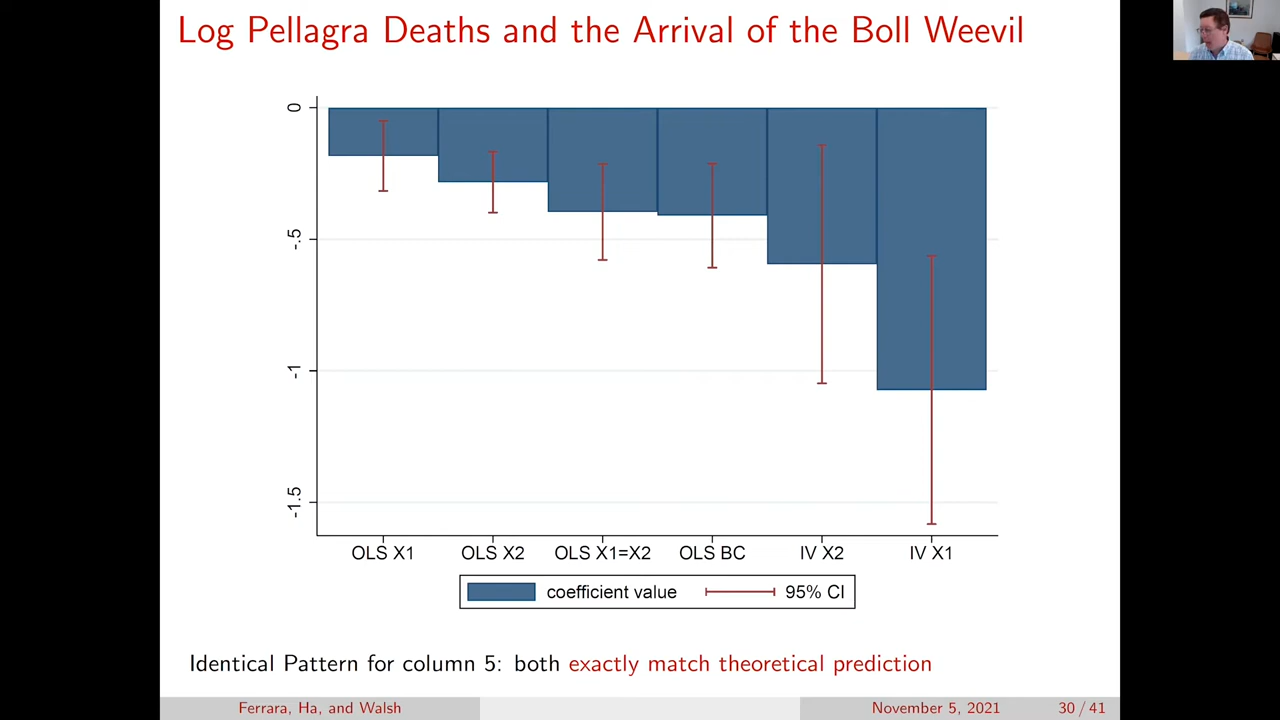 Log Pellagra Deaths and the Arrival of the Boll Weevil
0
-.5
-1
-1.5
OLS X1 OLS X2 OLS X1=X2 OLS BC IV X2 IV X1
coefficient value 95% CI
Identical Pattern for column 5: both exactly match theoretical prediction
Ferrara, Ha, and Walsh November 5, 2021 30 / 41